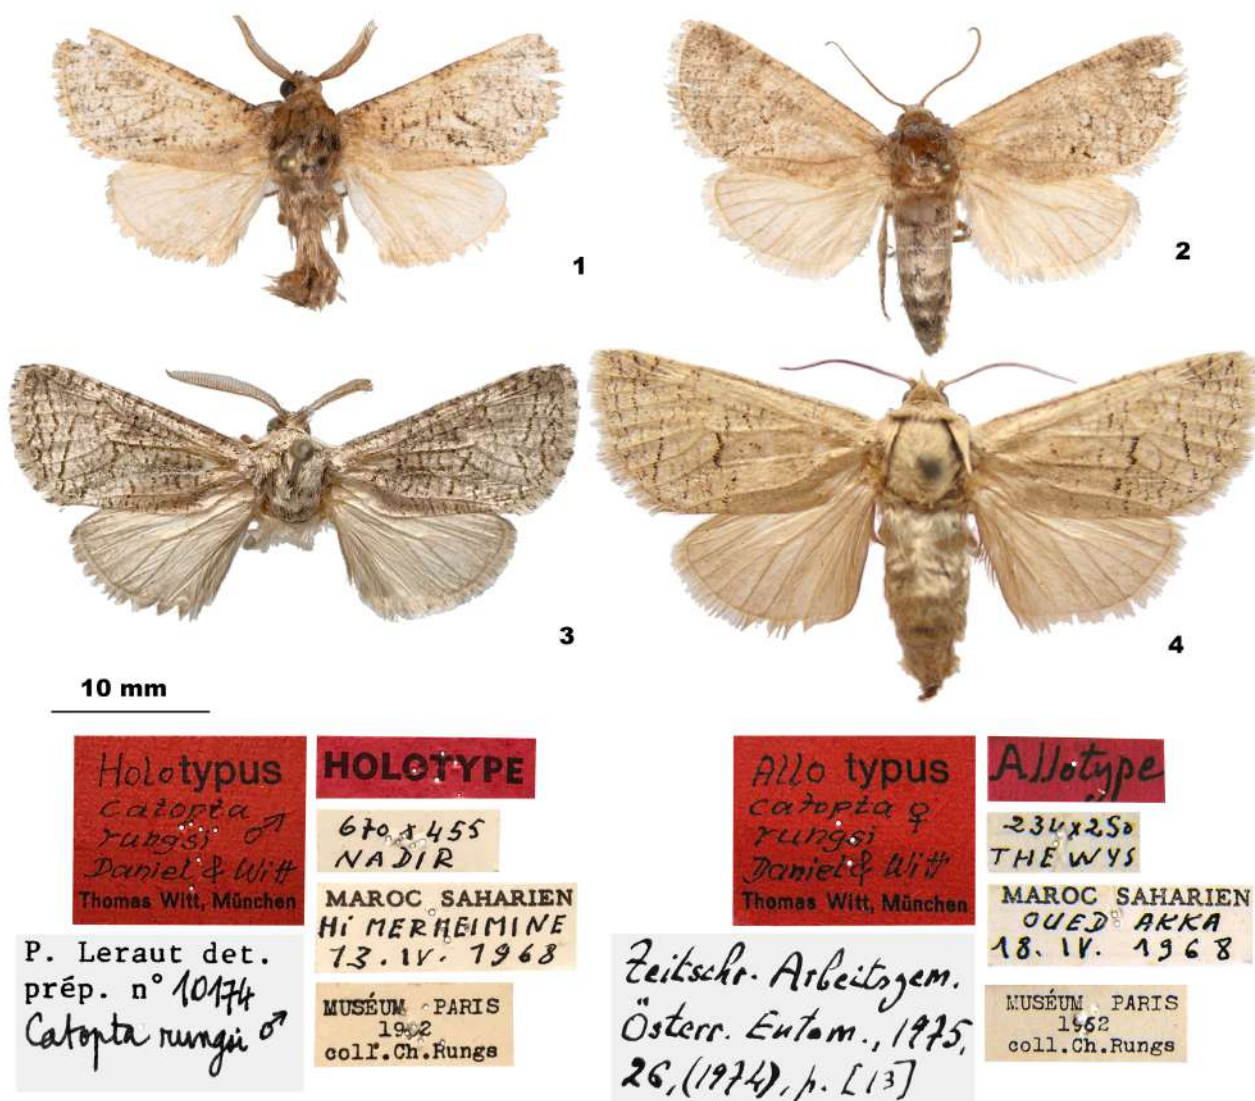 1
2
3
4
10 mm
Holotypus
Catopta
rungsi ♂
Daniel & Witt
Thomas Witt, München
HOLOTYPE
670 x 455
NADIR
MAROC SAHARIEN
Hi MERHEIMINE
13. IV. 1968
MUSÉUM PARIS
coll.Ch.Rungs
P. Leraut det.
prép. n° 10174
Catopta rungsi ♂
Allo typus
Catopta ♀
rungsi
Daniel & Witt
Thomas Witt, München
Allotype
234 x 250
THE WYS
MAROC SAHARIEN
OUED AKKA
18. IV. 1968
MUSÉUM PARIS
coll.Ch.Rungs
Zeitschr. Arbeitsgem.
Österr. Entom., 1975,
26, (1974), p. [13]